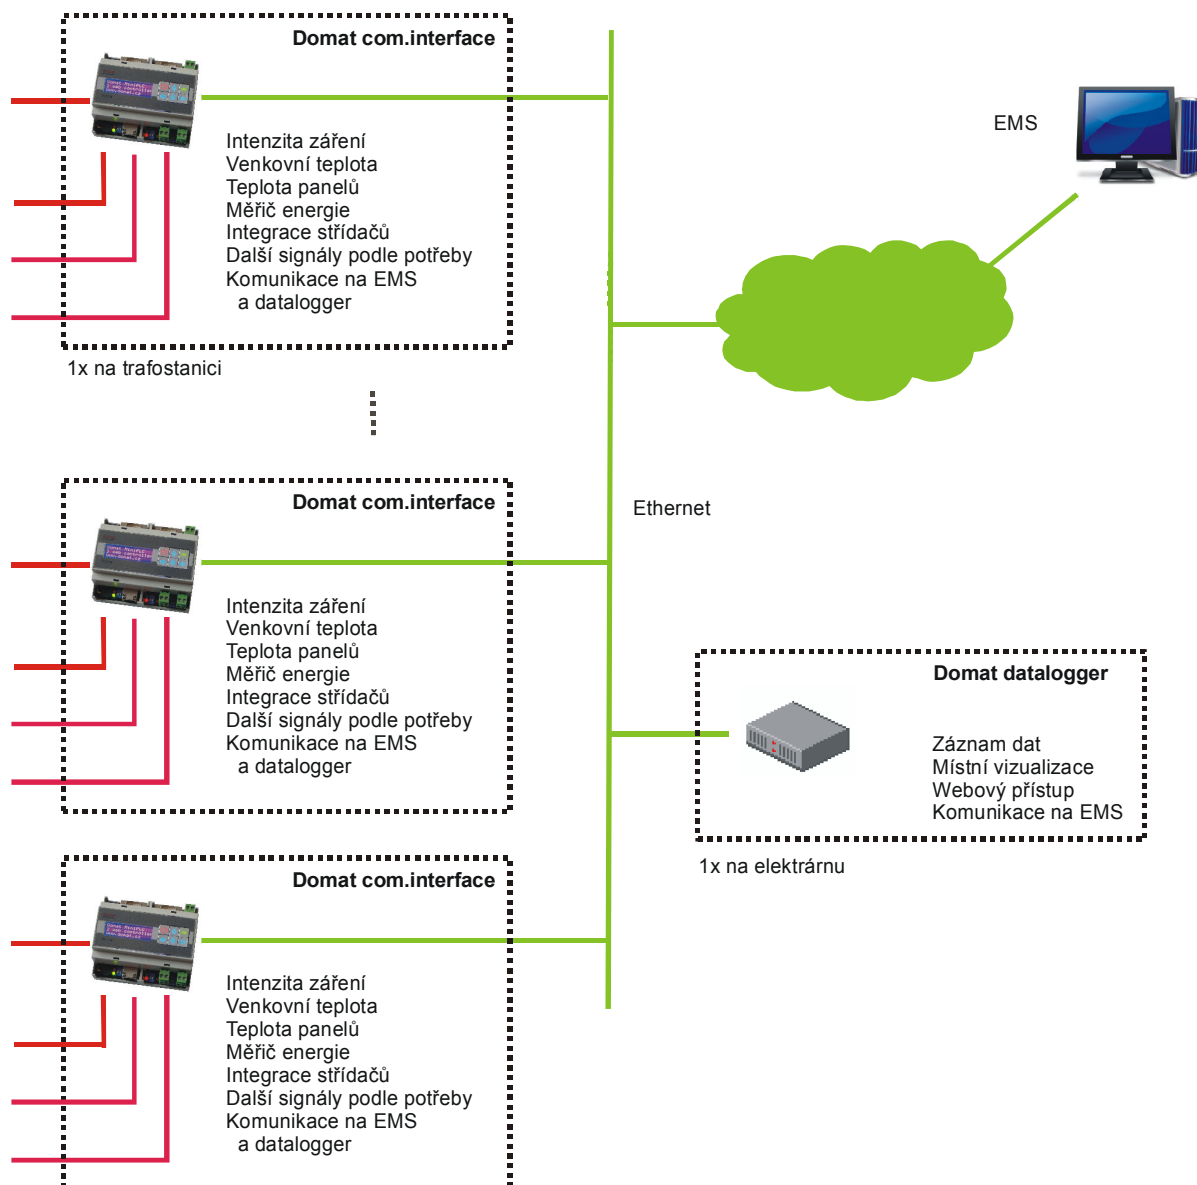 Domat com.interface
Intenzita záření
Venkovní teplota
Teplota panelů
Měřič energie
Integrace střídačů
Další signály podle potřeby
Komunikace na EMS
a datalogger
1x na trafostanici
EMS
Domat com.interface
Intenzita záření
Venkovní teplota
Teplota panelů
Měřič energie
Integrace střídačů
Další signály podle potřeby
Komunikace na EMS
a datalogger
Ethernet
Domat datalogger
Záznam dat
Místní vizualizace
Webový přístup
Komunikace na EMS
1x na elektrárnu
Domat com.interface
Intenzita záření
Venkovní teplota
Teplota panelů
Měřič energie
Integrace střídačů
Další signály podle potřeby
Komunikace na EMS
a datalogger